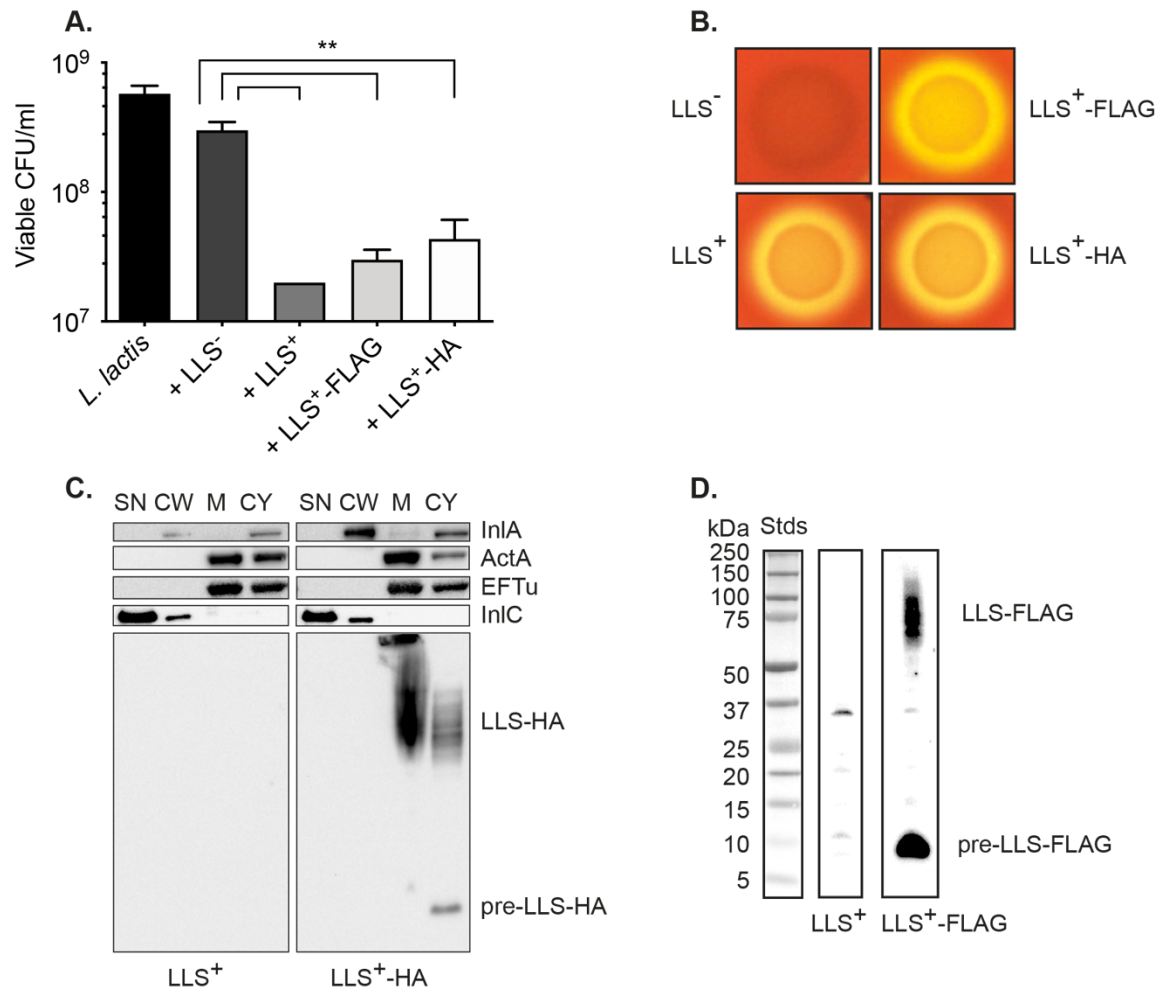 A.
**
10⁹
10⁸
10⁷
Viable CFU/ml
L. lactis
+ LLS⁻
+ LLS⁺
+ LLS⁺-FLAG
+ LLS⁺-HA
B.
LLS⁻
LLS⁺-FLAG
LLS⁺
LLS⁺-HA
C.
SN CW M CY SN CW M CY
InlA
ActA
EFTu
InlC
LLS-HA
pre-LLS-HA
LLS⁺
LLS⁺-HA
D.
kDa Stds
250
150
100
75
50
37
25
20
15
10
5
LLS-FLAG
pre-LLS-FLAG
LLS⁺
LLS⁺-FLAG